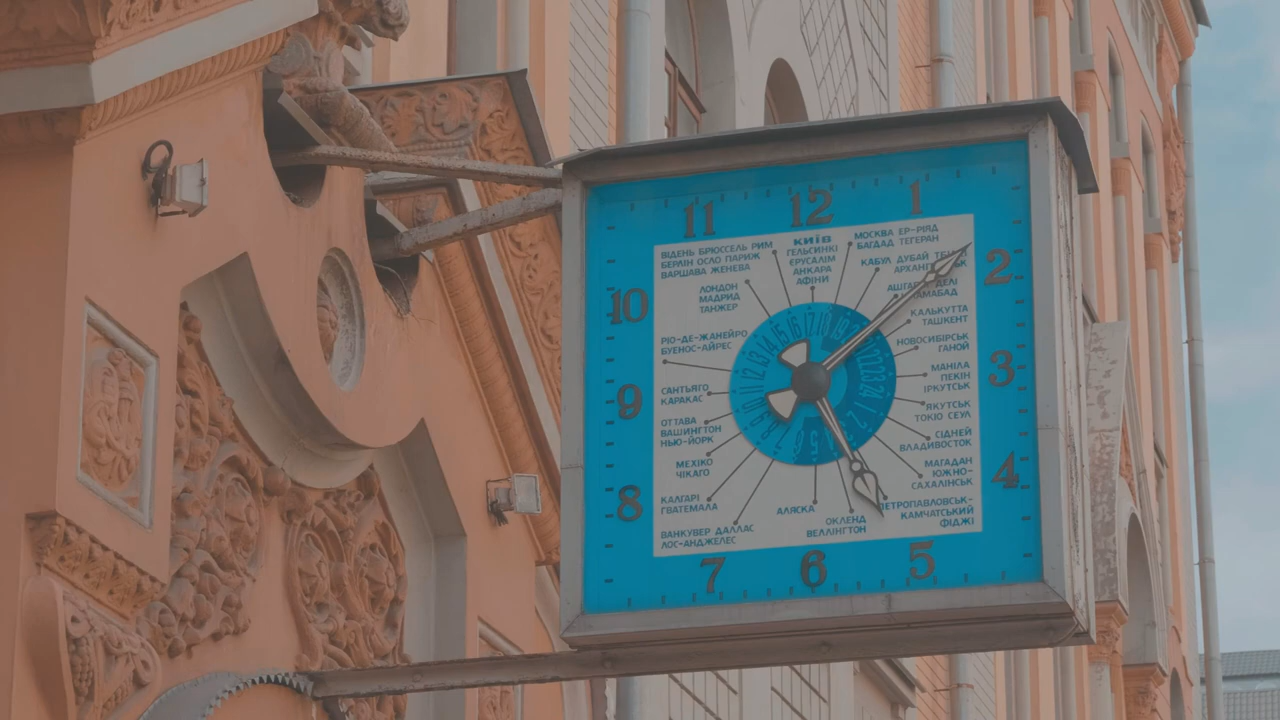 11
12
1
ВІДЕНЬ БРЮССЕЛЬ РИМ
БЕРЛІН ОСЛО ПАРИЖ
ВАРШАВА ЖЕНЕВА
КИЇВ
ГЕЛЬСИНКІ
ЄРУСАЛІМ
АНКАРА
АФІНИ
МОСКВА ЕР-РІЯД
БАГДАД ТЕГЕРАН
КАБУЛ ДУБАЙ
2
10
ЛОНДОН
МАДРИД
ТАНЖЕР
ДЕЛІ
КАЛЬКУТТА
ТАШКЕНТ
РІО-ДЕ-ЖАНЕЙРО
БУЕНОС-АЙРЕС
НОВОСИБІРСЬК
ГАНОЙ
3
МАНІЛА
ПЕКІН
ІРКУТСЬК
9
САНТЬЯГО
КАРАКАС
ЯКУТСЬК
ТОКІО СЕУЛ
ОТТАВА
ВАШИНГТОН
НЬЮ-ЙОРК
СІДНЕЙ
ВЛАДИВОСТОК
МЕХІКО
ЧІКАГО
МАГАДАН
ЮЖНО-
САХАЛІНСЬК
4
8
КАЛГАРІ
ГВАТЕМАЛА
АЛЯСКА
ПЕТРОПАВЛОВСЬК-
КАМЧАТСЬКИЙ
ФІДЖІ
ВАНКУВЕР ДАЛЛАС
ЛОС-АНДЖЕЛЕС
ОКЛЕНД
ВЕЛЛІНГТОН
7
6
5